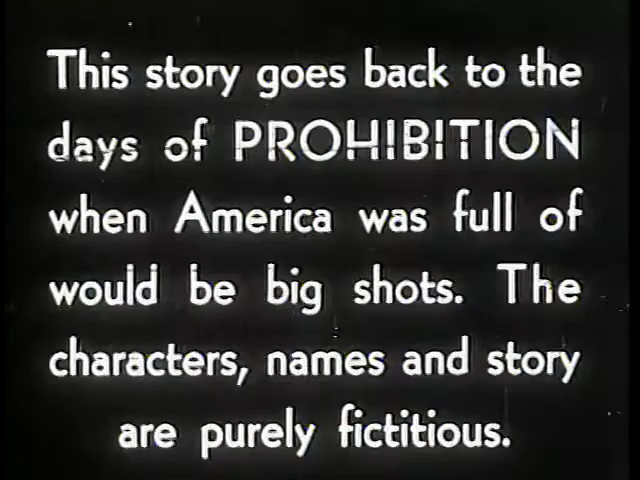 This story goes back to the
days of PROHIBITION
when America was full of
would be big shots. The
characters, names and story
are purely fictitious.